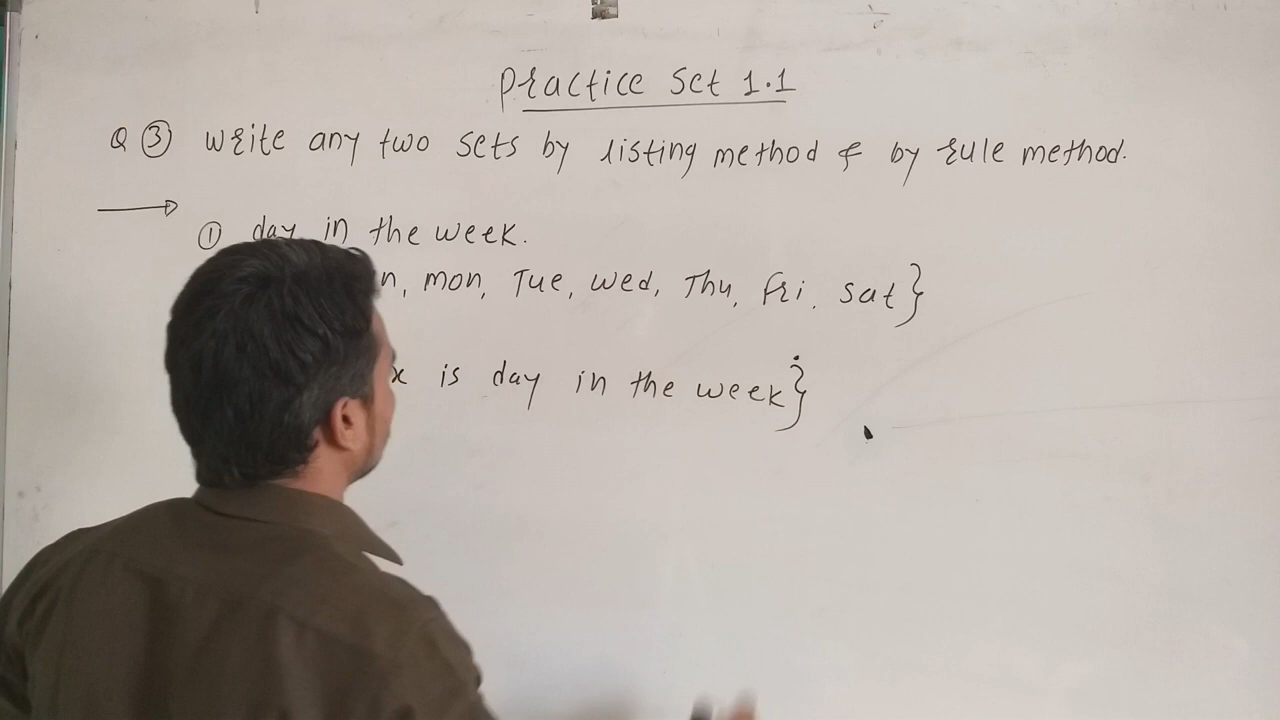 Practice Set 1.1
Q ③ Write any two sets by listing method & by rule method.
① day in the week.
n, mon, Tue, wed, Thu, Fri, Sat}
x is day in the week}